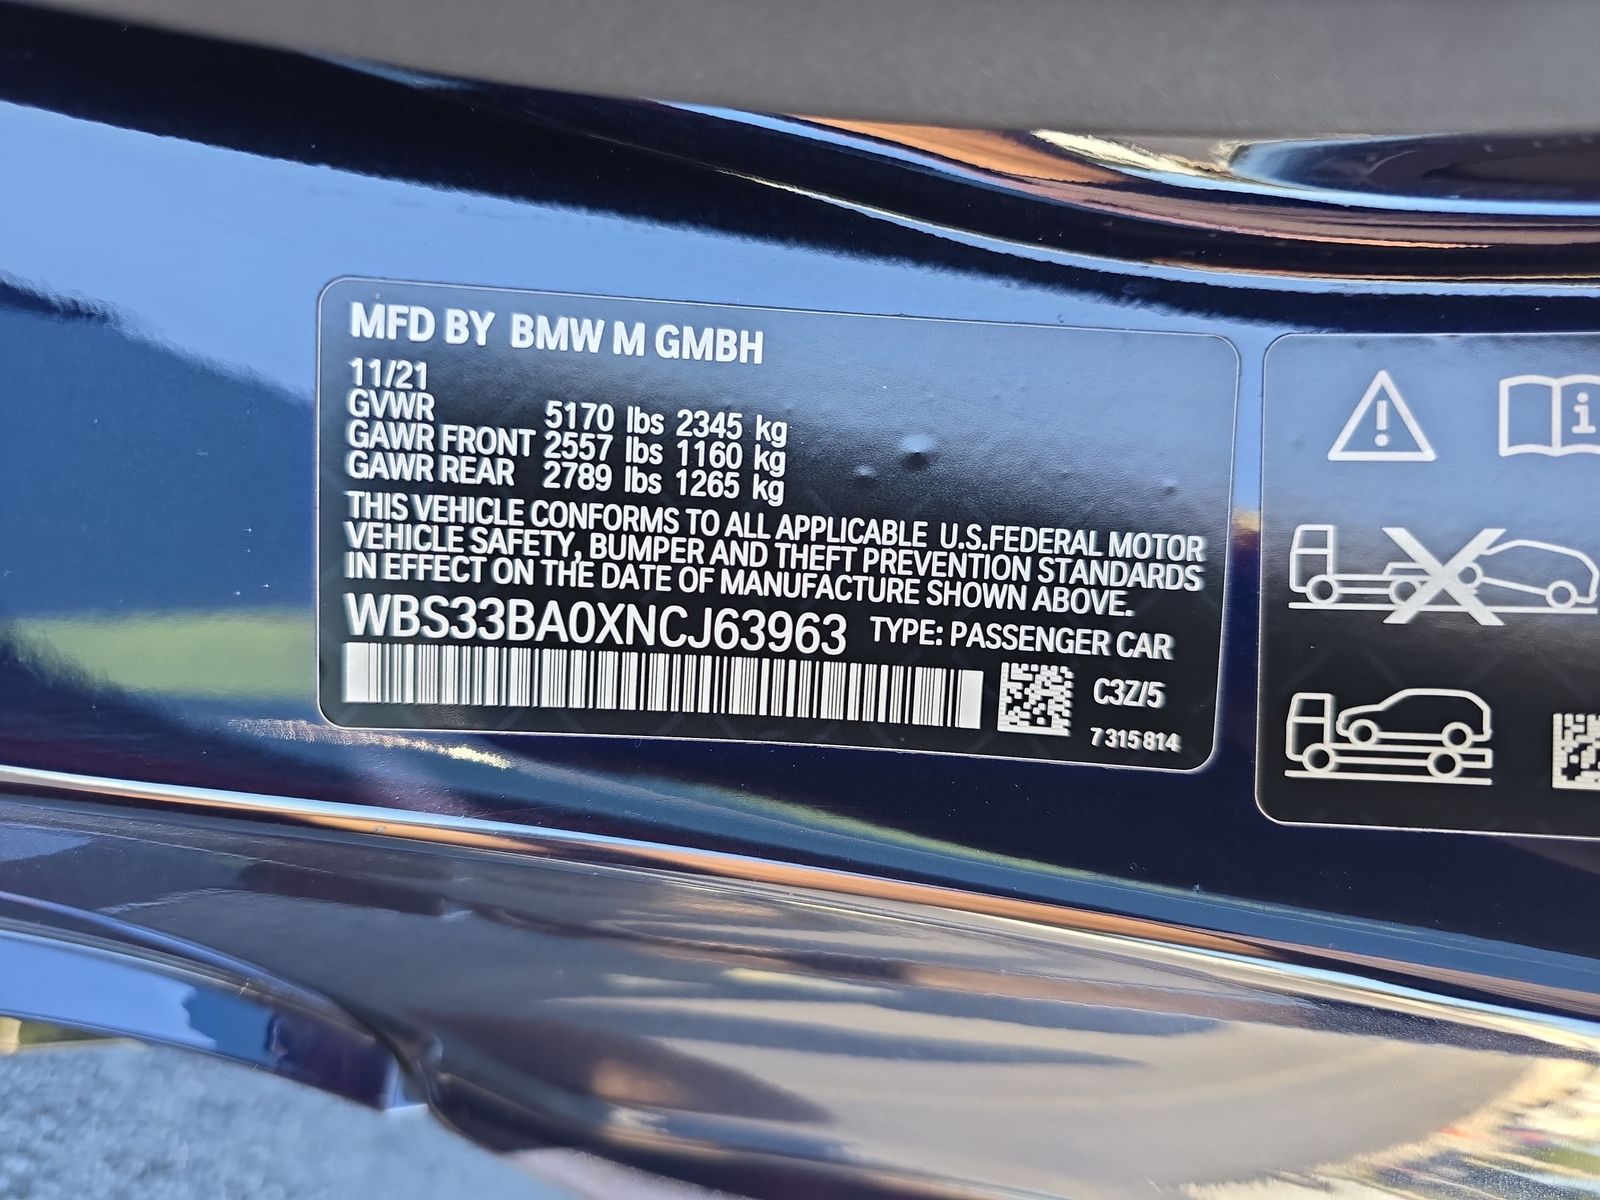 MFD BY BMW M GMBH
11/21
GVWR 5170 lbs 2345 kg
GAWR FRONT 2557 lbs 1160 kg
GAWR REAR 2789 lbs 1265 kg
THIS VEHICLE CONFORMS TO ALL APPLICABLE U.S.FEDERAL MOTOR
VEHICLE SAFETY, BUMPER AND THEFT PREVENTION STANDARDS
IN EFFECT ON THE DATE OF MANUFACTURE SHOWN ABOVE.
WBS33BA0XNCJ63963 TYPE: PASSENGER CAR
C3Z/5
7 315 814